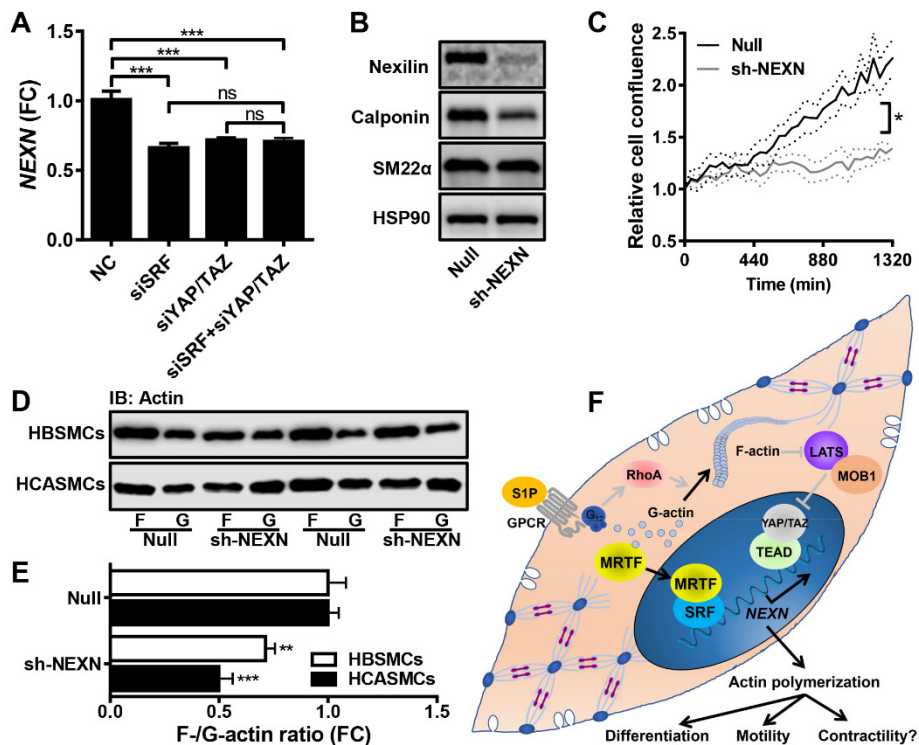 A
***
***
***
ns
ns
NEXN (FC)
1.5
1.0
0.5
0.0
NC
siSRF
siYAP/TAZ
siSRF+siYAP/TAZ
B
Nexilin
Calponin
SM22α
HSP90
Null
sh-NEXN
C
Null
sh-NEXN
*
Relative cell confluence
2.5
2.0
1.5
1.0
0.5
0
440
880
1320
Time (min)
D
IB: Actin
HBSMCs
HCASMCs
F G F G F G F G
Null sh-NEXN Null sh-NEXN
E
Null
sh-NEXN
**
***
HBSMCs
HCASMCs
0.0 0.5 1.0 1.5
F-/G-actin ratio (FC)
F
S1P
GPCR
G12
RhoA
G-actin
F-actin
LATS
MOB1
YAP/TAZ
TEAD
MRTF
MRTF
SRF
NEXN
Actin polymerization
Differentiation Motility Contractility?